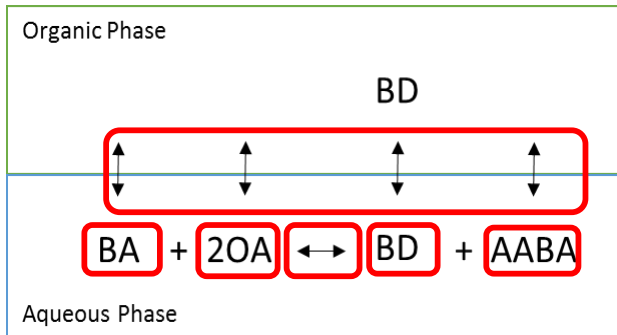 Organic Phase
BD
BA + 2OA ↔ BD + AABA
Aqueous Phase